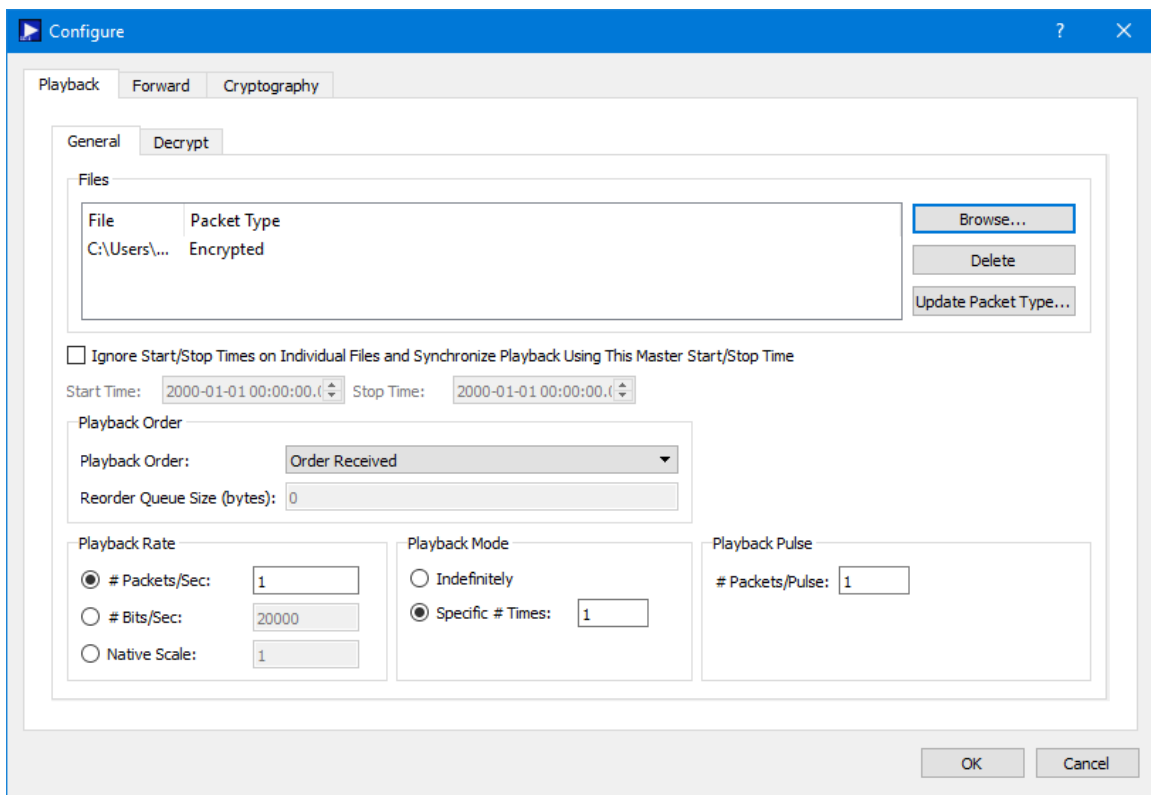 Configure
Playback Forward Cryptography
General Decrypt
Files
File Packet Type
Browse...
C:\Users\... Encrypted
Delete
Update Packet Type...
Ignore Start/Stop Times on Individual Files and Synchronize Playback Using This Master Start/Stop Time
Start Time: 2000-01-01 00:00:00.( Stop Time: 2000-01-01 00:00:00.(
Playback Order
Playback Order: Order Received
Reorder Queue Size (bytes): 0
Playback Rate
# Packets/Sec: 1
# Bits/Sec: 20000
Native Scale: 1
Playback Mode
Indefinitely
Specific # Times: 1
Playback Pulse
# Packets/Pulse: 1
OK Cancel